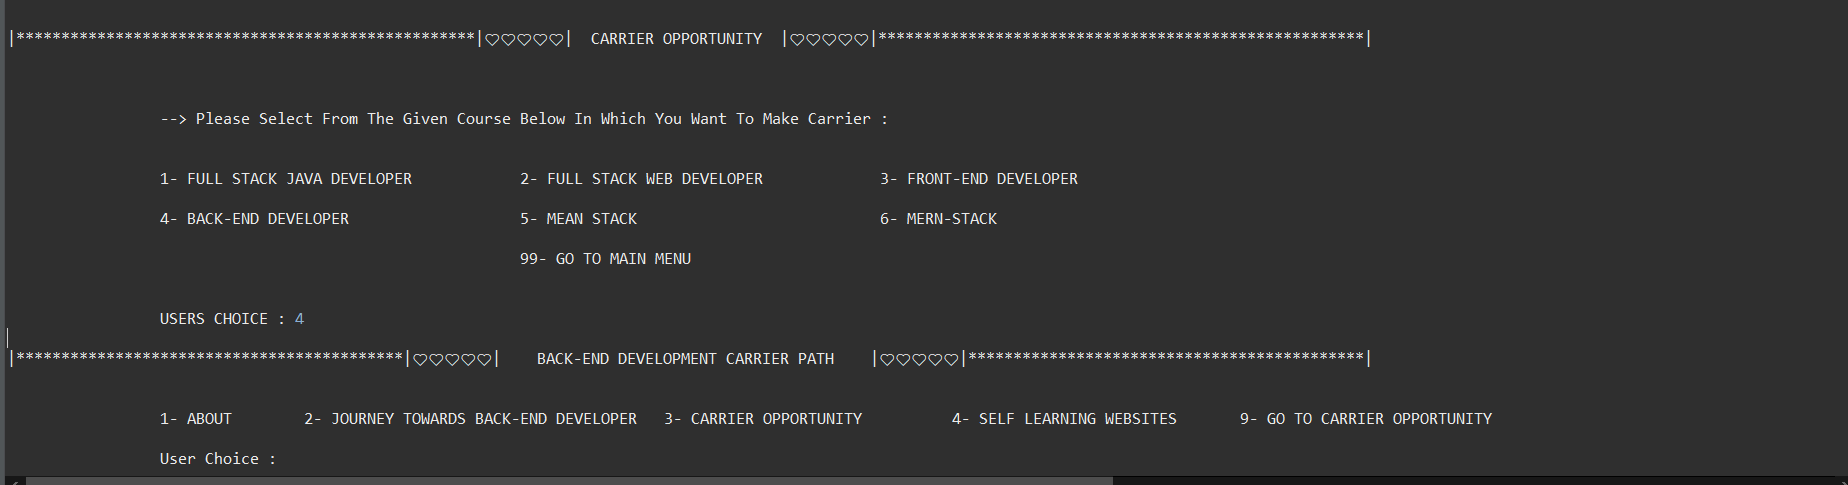 |***************************************************|♡♡♡♡♡|  CARRIER OPPORTUNITY  |♡♡♡♡♡|******************************************************|
--> Please Select From The Given Course Below In Which You Want To Make Carrier :
1- FULL STACK JAVA DEVELOPER            2- FULL STACK WEB DEVELOPER             3- FRONT-END DEVELOPER
4- BACK-END DEVELOPER                   5- MEAN STACK                           6- MERN-STACK
99- GO TO MAIN MENU
USERS CHOICE : 4
|*******************************************|♡♡♡♡♡|    BACK-END DEVELOPMENT CARRIER PATH    |♡♡♡♡♡|********************************************|
1- ABOUT        2- JOURNEY TOWARDS BACK-END DEVELOPER   3- CARRIER OPPORTUNITY          4- SELF LEARNING WEBSITES       9- GO TO CARRIER OPPORTUNITY
User Choice :